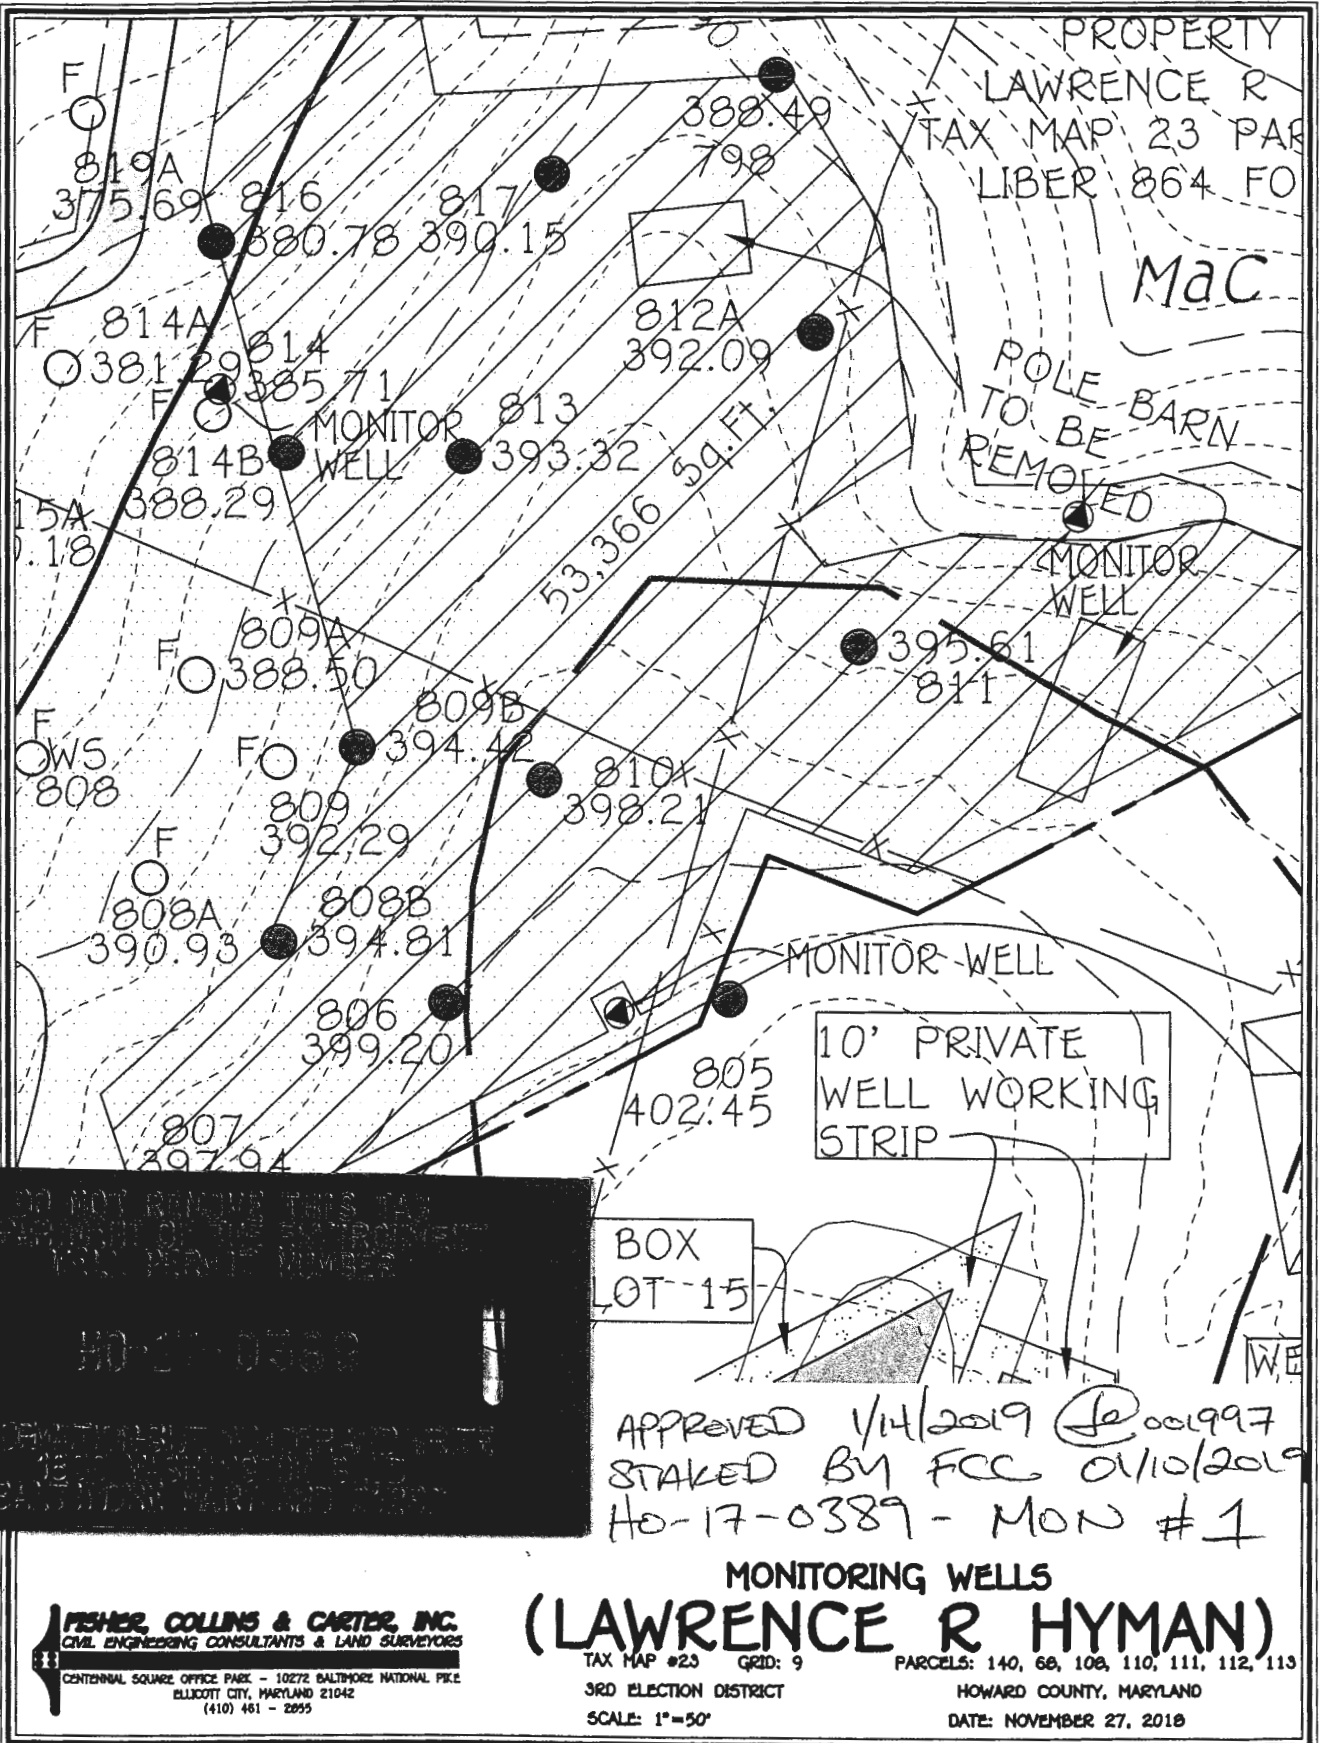 PROPERTY
LAWRENCE R
TAX MAP 23 PAR
LIBER 864 FO
F
388.49
798
819A
375.69
816
380.78
817
390.15
MaC
812A
392.09
F
814A
381.29
814
385.71
F
MONITOR
WELL
813
393.32
POLE BARN
TO BE
REMOVED
814B
388.29
53,366 Sq.Ft.
15A
.18
MONITOR
WELL
809A
F
388.50
395.61
811
809B
394.42
F
WS
808
F
810
398.21
809
392.29
F
808A
390.93
808B
394.81
MONITOR WELL
806
399.20
805
402.45
10' PRIVATE
WELL WORKING
STRIP
807
397.94
DO NOT REMOVE THIS TAG
BOX
LOT 15
WE
APPROVED 1/14/2019 001997
STAKED BY FCC 01/10/2019
HO-17-0389 - MON #1
MONITORING WELLS
(LAWRENCE R HYMAN)
FISHER, COLLINS & CARTER, INC.
CIVIL ENGINEERING CONSULTANTS & LAND SURVEYORS
CENTENNIAL SQUARE OFFICE PARK - 10272 BALTIMORE NATIONAL PIKE
ELLICOTT CITY, MARYLAND 21042
(410) 461 - 2855
TAX MAP #23 GRID: 9 PARCELS: 140, 68, 108, 110, 111, 112, 113
3RD ELECTION DISTRICT HOWARD COUNTY, MARYLAND
SCALE: 1"=50' DATE: NOVEMBER 27, 2018